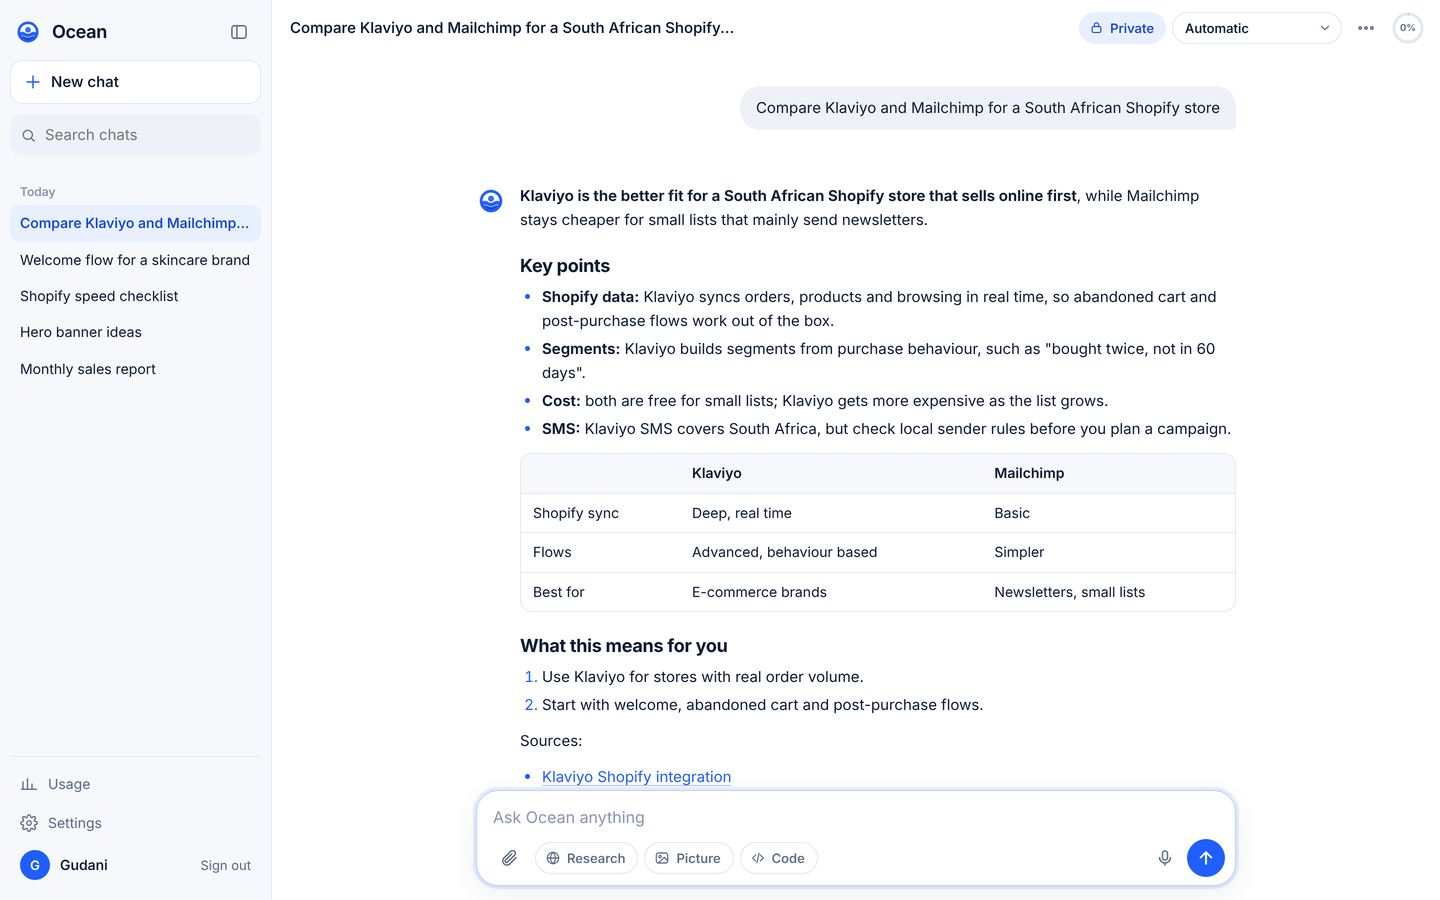 Ocean
New chat
Search chats
Today
Compare Klaviyo and Mailchimp...
Welcome flow for a skincare brand
Shopify speed checklist
Hero banner ideas
Monthly sales report
Usage
Settings
G
Gudani
Sign out
Compare Klaviyo and Mailchimp for a South African Shopify...
Private
Automatic
0%
Compare Klaviyo and Mailchimp for a South African Shopify store
Klaviyo is the better fit for a South African Shopify store that sells online first, while Mailchimp
stays cheaper for small lists that mainly send newsletters.
Key points
• Shopify data: Klaviyo syncs orders, products and browsing in real time, so abandoned cart and
post-purchase flows work out of the box.
• Segments: Klaviyo builds segments from purchase behaviour, such as "bought twice, not in 60
days".
• Cost: both are free for small lists; Klaviyo gets more expensive as the list grows.
• SMS: Klaviyo SMS covers South Africa, but check local sender rules before you plan a campaign.
Klaviyo Mailchimp
Shopify sync Deep, real time Basic
Flows Advanced, behaviour based Simpler
Best for E-commerce brands Newsletters, small lists
What this means for you
1. Use Klaviyo for stores with real order volume.
2. Start with welcome, abandoned cart and post-purchase flows.
Sources:
• Klaviyo Shopify integration
Ask Ocean anything
Research
Picture
Code